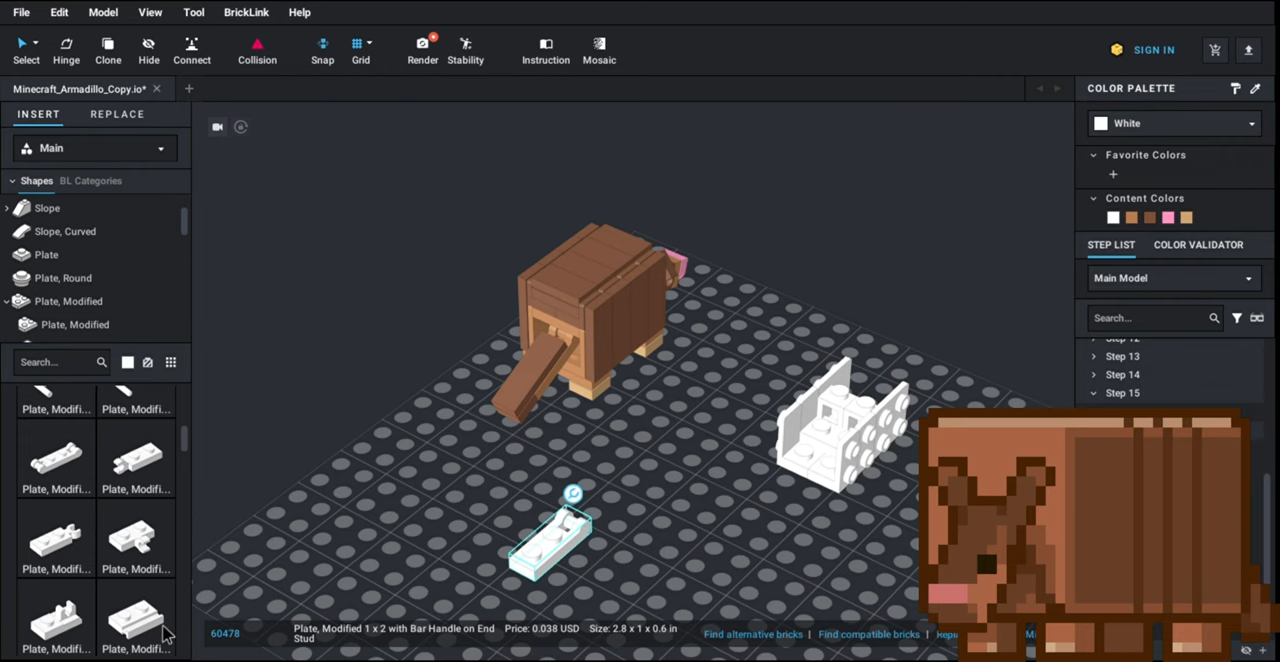 File Edit Model View Tool BrickLink Help
Select Hinge Clone Hide Connect Collision Snap Grid Render Stability Instruction Mosaic SIGN IN
Minecraft_Armadillo_Copy.io* COLOR PALETTE
INSERT REPLACE
White
Main
Favorite Colors
Shapes BL Categories
Content Colors
Slope
Slope, Curved
STEP LIST COLOR VALIDATOR
Plate
Plate, Round
Main Model
Plate, Modified
Plate, Modified
Search...
Search...
Step 13
Step 14
Step 15
Plate, Modifi... Plate, Modifi...
Plate, Modifi... Plate, Modifi...
Plate, Modifi... Plate, Modifi...
Plate, Modifi... Plate, Modifi...
60478 Plate, Modified 1 x 2 with Bar Handle on End Price: 0.038 USD Size: 2.8 x 1 x 0.6 in
Stud
Find alternative bricks | Find compatible bricks |